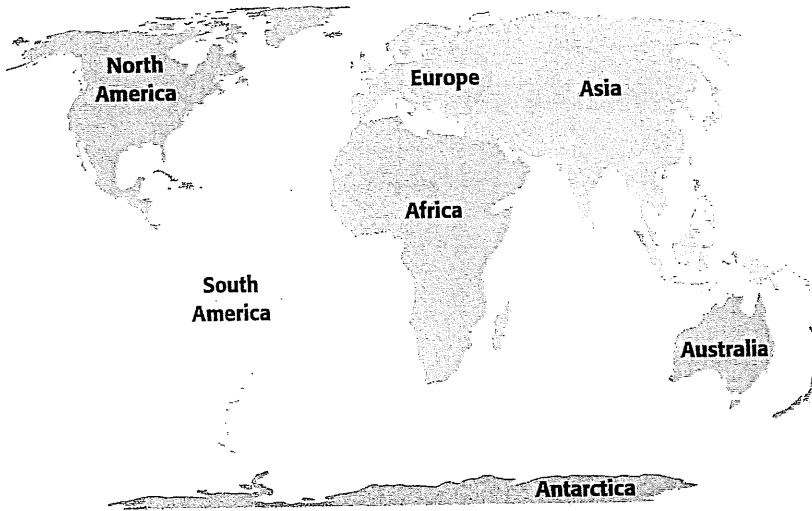 North
America
Europe
Asia
Africa
South
America
Australia
Antarctica